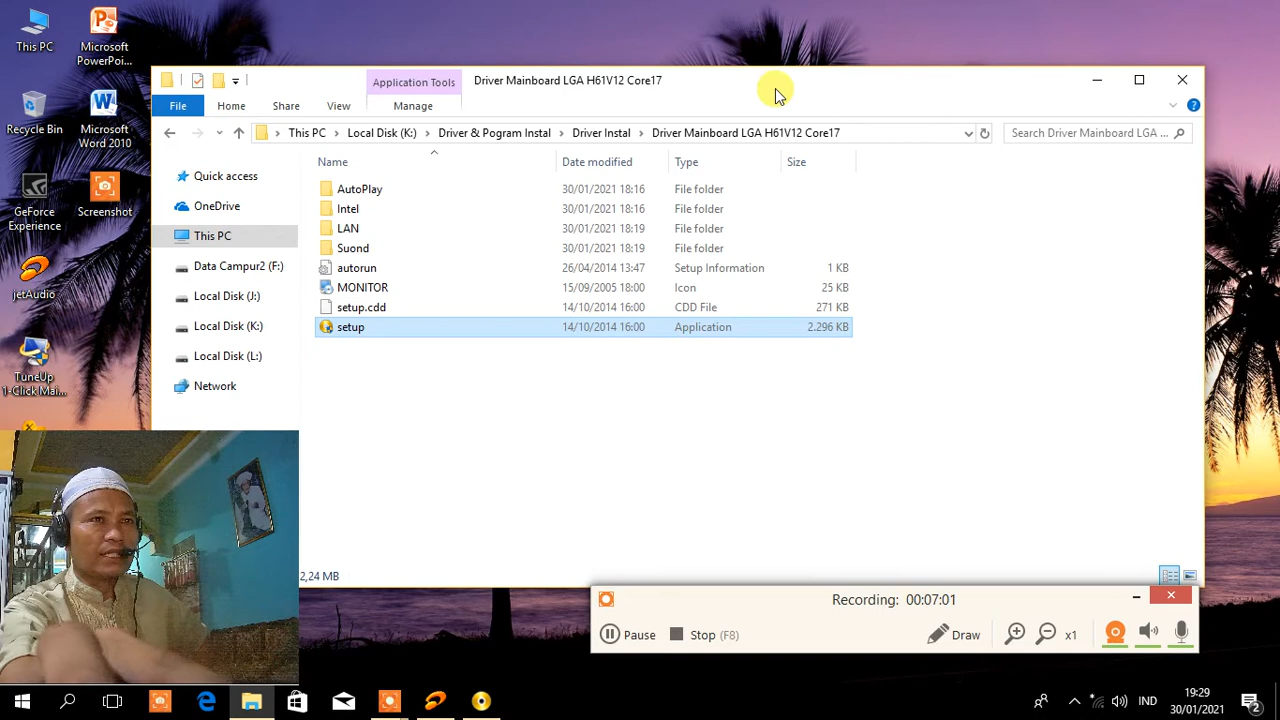 This PC
Microsoft PowerPoi...
Recycle Bin
Microsoft Word 2010
GeForce Experience
Screenshot
jetAudio
TuneUp 1-Click Mai...
Application Tools
Driver Mainboard LGA H61V12 Core17
File
Home
Share
View
Manage
This PC
Local Disk (K:)
Driver & Pogram Instal
Driver Instal
Driver Mainboard LGA H61V12 Core17
Search Driver Mainboard LGA ...
Quick access
OneDrive
This PC
Data Campur2 (F:)
Local Disk (J:)
Local Disk (K:)
Local Disk (L:)
Network
Name Date modified Type Size
AutoPlay 30/01/2021 18:16 File folder
Intel 30/01/2021 18:16 File folder
LAN 30/01/2021 18:19 File folder
Suond 30/01/2021 18:19 File folder
autorun 26/04/2014 13:47 Setup Information 1 KB
MONITOR 15/09/2005 18:00 Icon 25 KB
setup.cdd 14/10/2014 16:00 CDD File 271 KB
setup 14/10/2014 16:00 Application 2.296 KB
2,24 MB
Recording: 00:07:01
Pause
Stop (F8)
Draw
x1
IND
19:29
30/01/2021
2